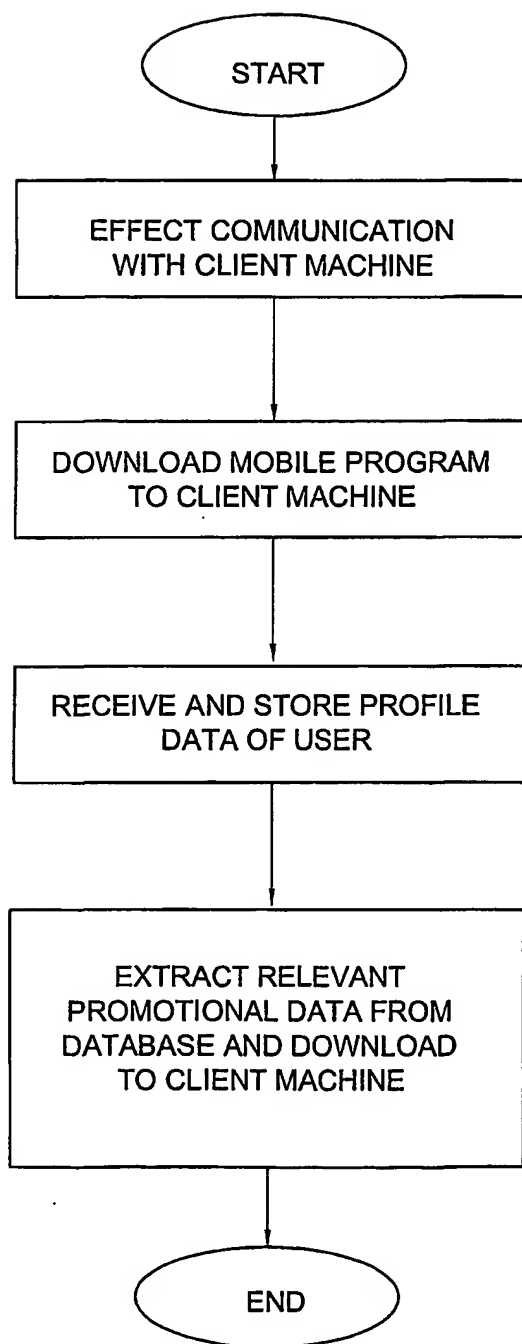 START
EFFECT COMMUNICATION
WITH CLIENT MACHINE
DOWNLOAD MOBILE PROGRAM
TO CLIENT MACHINE
RECEIVE AND STORE PROFILE
DATA OF USER
EXTRACT RELEVANT
PROMOTIONAL DATA FROM
DATABASE AND DOWNLOAD
TO CLIENT MACHINE
END